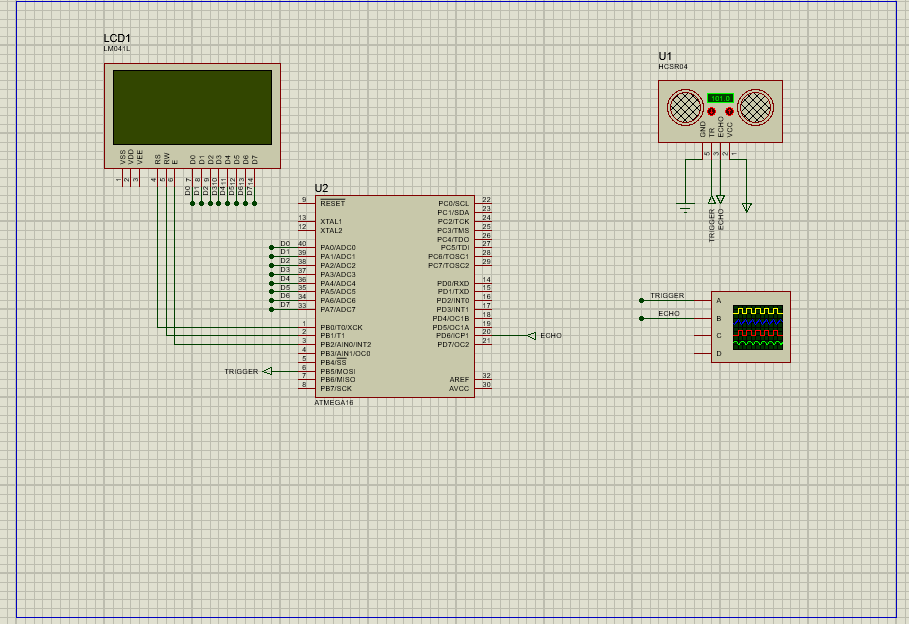 LCD1
LM041L
VSS VDD VEE RS RW E D0 D1 D2 D3 D4 D5 D6 D7
1 2 3 4 5 6 7 8 9 10 11 12 13 14
D0 D1 D2 D3 D4 D5 D6 D7
U1
HCSR04
101.0
GND TR ECHO VCC
5 3 2 1
TRIGGER ECHO
U2
9 RESET PC0/SCL 22
PC1/SDA 23
13 XTAL1 PC2/TCK 24
12 XTAL2 PC3/TMS 25
PC4/TDO 26
D0 40 PA0/ADC0 PC5/TDI 27
D1 39 PA1/ADC1 PC6/TOSC1 28
D2 38 PA2/ADC2 PC7/TOSC2 29
D3 37 PA3/ADC3
D4 36 PA4/ADC4 PD0/RXD 14
D5 35 PA5/ADC5 PD1/TXD 15
D6 34 PA6/ADC6 PD2/INT0 16
D7 33 PA7/ADC7 PD3/INT1 17
PD4/OC1B 18
1 PB0/T0/XCK PD5/OC1A 19
2 PB1/T1 PD6/ICP1 20 ECHO
3 PB2/AIN0/INT2 PD7/OC2 21
4 PB3/AIN1/OC0
5 PB4/SS
TRIGGER 6 PB5/MOSI
7 PB6/MISO AREF 32
8 PB7/SCK AVCC 30
ATMEGA16
TRIGGER A
ECHO B
C
D